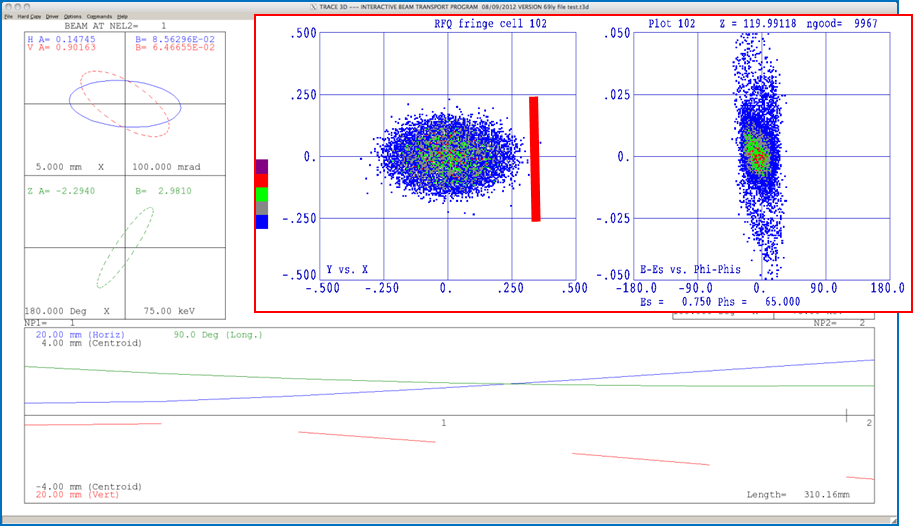 TRACE 3D ––– INTERACTIVE BEAM TRANSPORT PROGRAM 08/09/2012 VERSION 69ly file test.t3d
File Hard Copy Driver Options Commands Help
BEAM AT NEL2= 1
H A= 0.14745 B= 8.56296E-02
V A= 0.90163 B= 6.46655E-02
5.000 mm X 100.000 mrad
Z A= -2.2940 B= 2.9810
180.000 Deg X 75.00 keV
NP1= 1
RFQ fringe cell 102
.500
.250
0.
-.250
-.500
Y vs. X
-.500 -.250 0.0 .250 .500
Plot 102 Z = 119.99118 ngood= 9967
.050
.025
0.
-.025
-.050
E-Es vs. Phi-Phis
-180.0 -90.0 0.0 90.0 180.0
Es = 0.750 Phs = 65.000
NP2= 2
20.00 mm (Horiz) 90.0 Deg (Long.)
4.00 mm (Centroid)
1
2
-4.00 mm (Centroid)
20.00 mm (Vert)
Length= 310.16mm